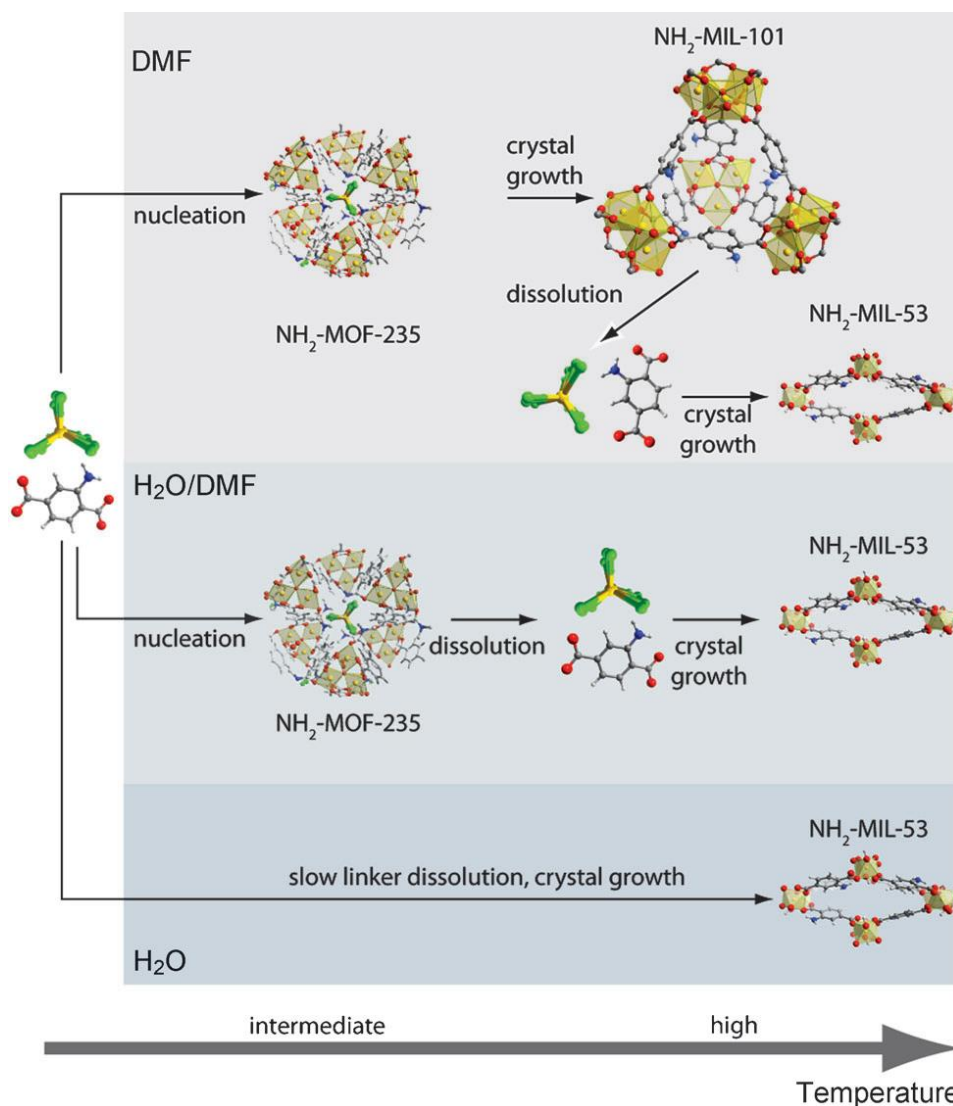 DMF
NH₂-MIL-101
nucleation
crystal
growth
NH₂-MOF-235
dissolution
NH₂-MIL-53
crystal
growth
H₂O/DMF
NH₂-MIL-53
nucleation
dissolution
crystal
growth
NH₂-MOF-235
NH₂-MIL-53
slow linker dissolution, crystal growth
H₂O
intermediate
high
Temperature